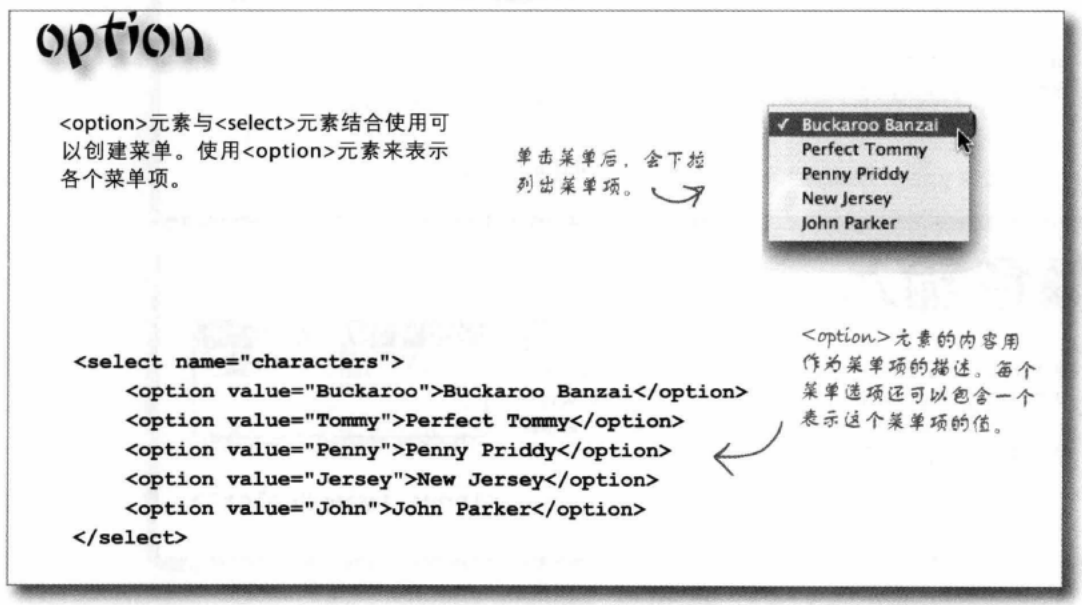 option
<option>元素与<select>元素结合使用可
以创建菜单。使用<option>元素来表示
各个菜单项。
单击菜单后，会下拉
列出菜单项。
✓ Buckaroo Banzai
Perfect Tommy
Penny Priddy
New Jersey
John Parker
<option>元素的内容用
作为菜单项的描述。每个
菜单选项还可以包含一个
表示这个菜单项的值。
<select name="characters">
<option value="Buckaroo">Buckaroo Banzai</option>
<option value="Tommy">Perfect Tommy</option>
<option value="Penny">Penny Priddy</option>
<option value="Jersey">New Jersey</option>
<option value="John">John Parker</option>
</select>